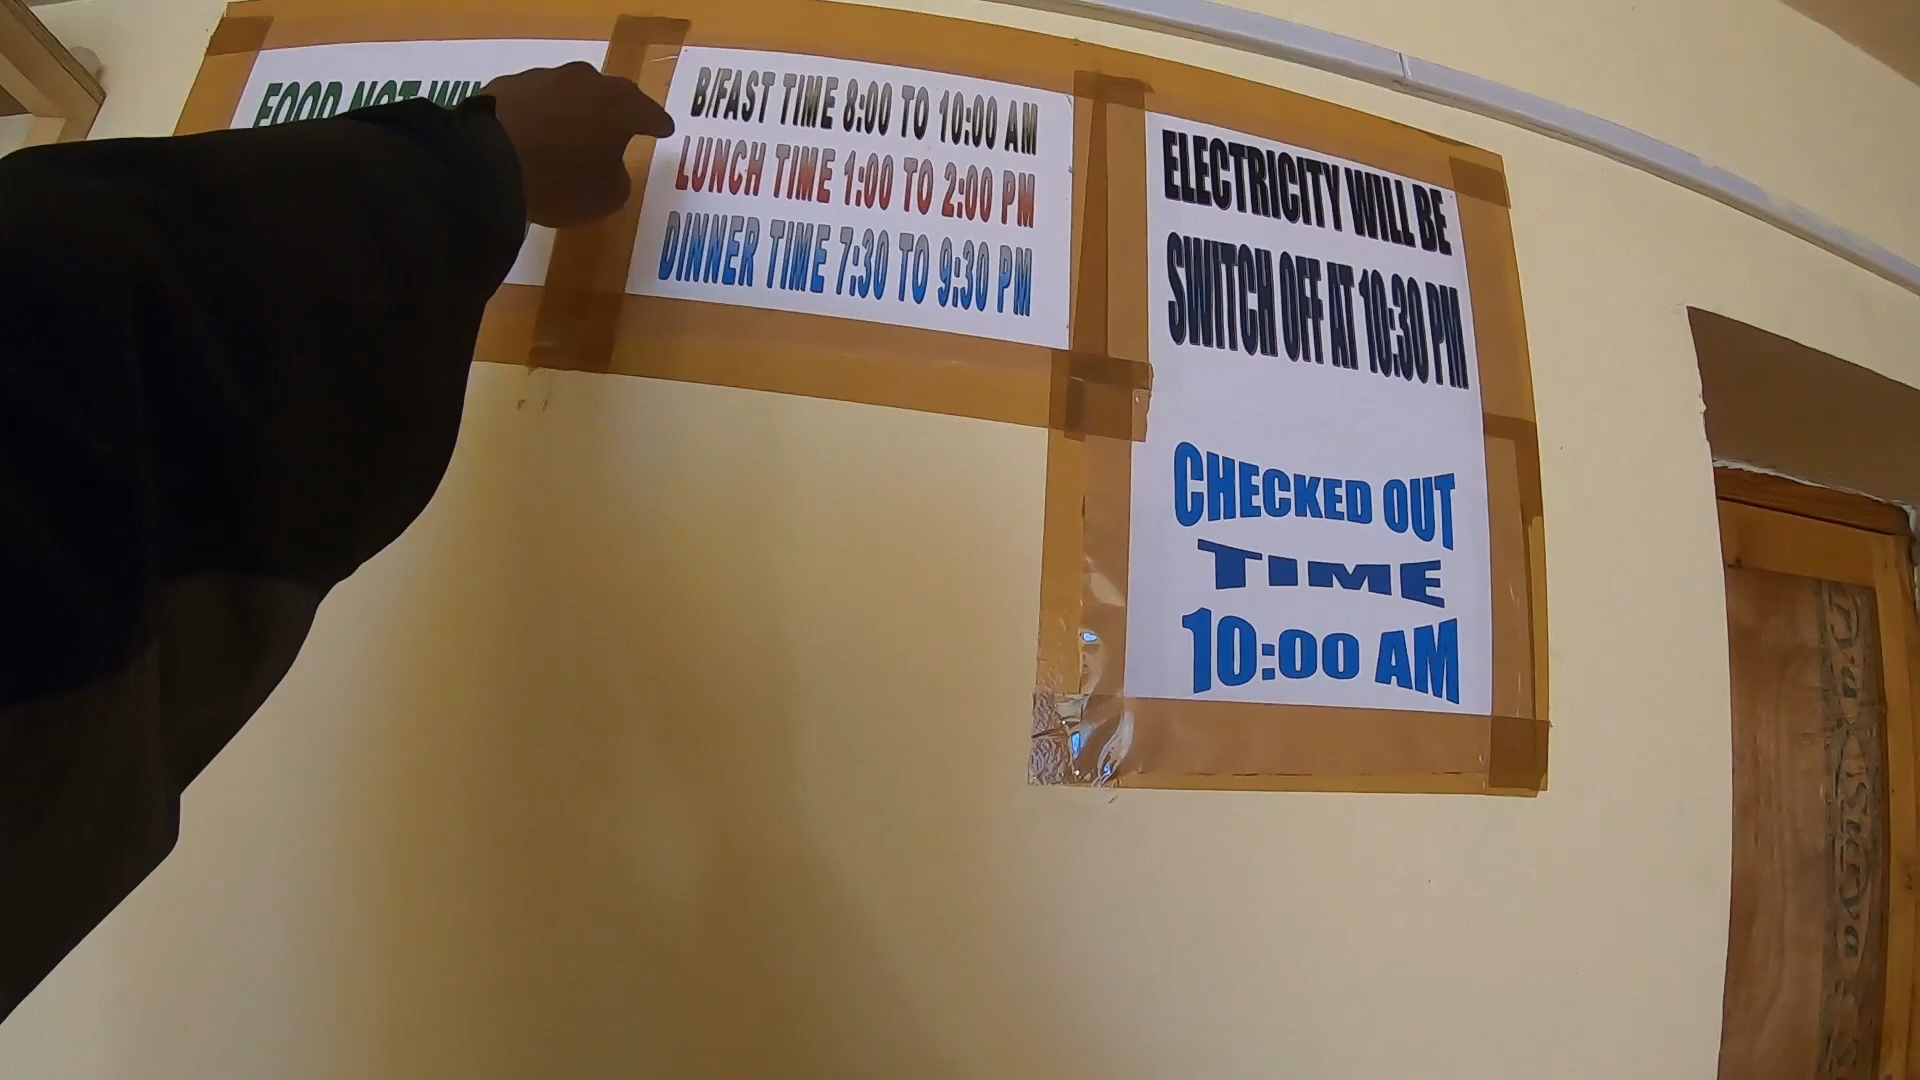 FOOD NOT
B/FAST TIME 8:00 TO 10:00 AM
LUNCH TIME 1:00 TO 2:00 PM
DINNER TIME 7:30 TO 9:30 PM
ELECTRICITY WILL BE
SWITCH OFF AT 10:30 PM
CHECKED OUT
TIME
10:00 AM